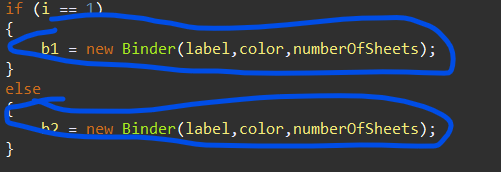 if (i == 1)
{
b1 = new Binder(label,color,numberOfSheets);
}
else
{
b2 = new Binder(label,color,numberOfSheets);
}